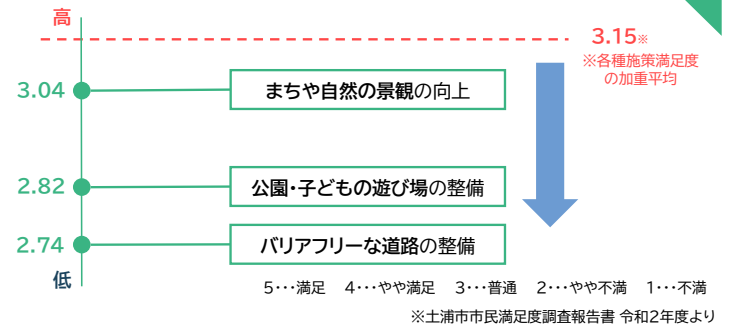 高
3.15※
※各種施策満足度
の加重平均
3.04
まちや自然の景観の向上
2.82
公園・子どもの遊び場の整備
2.74
バリアフリーな道路の整備
低
5・・・満足 4・・・やや満足 3・・・普通 2・・・やや不満 1・・・不満
※土浦市市民満足度調査報告書 令和2年度より